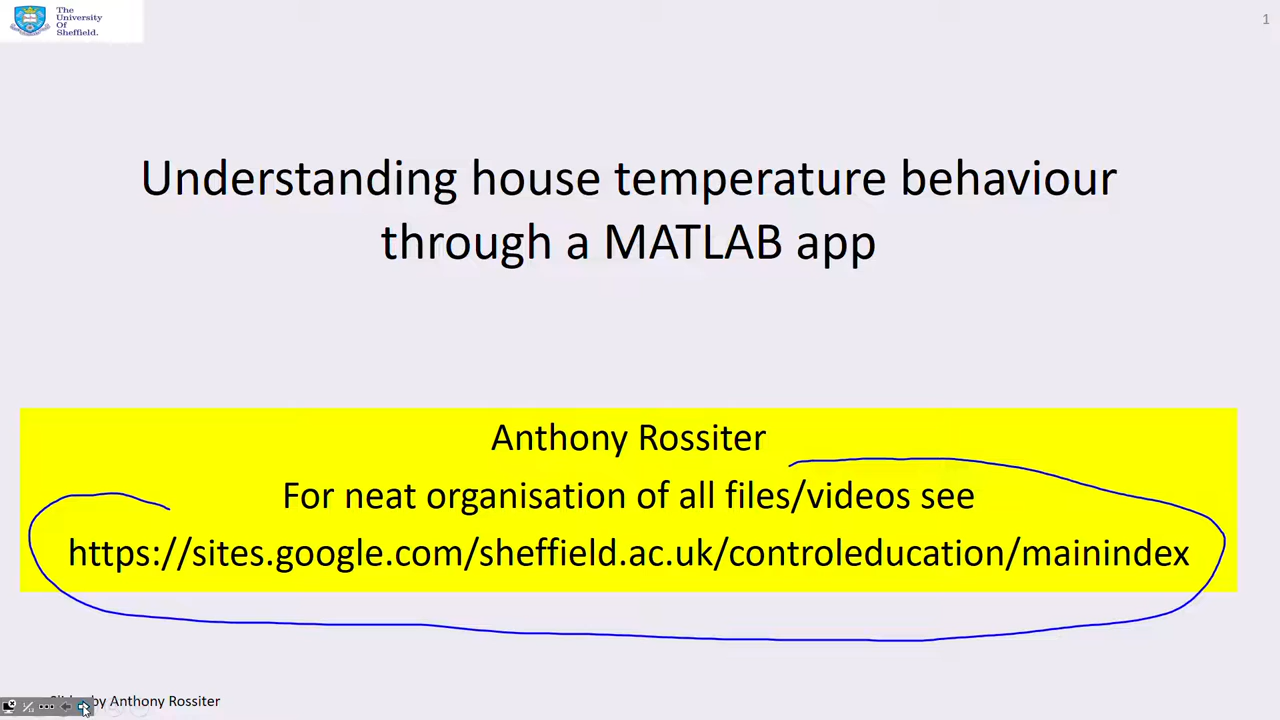 The
University
Of
Sheffield.
1
Understanding house temperature behaviour
through a MATLAB app
Anthony Rossiter
For neat organisation of all files/videos see
https://sites.google.com/sheffield.ac.uk/controleducation/mainindex
by Anthony Rossiter